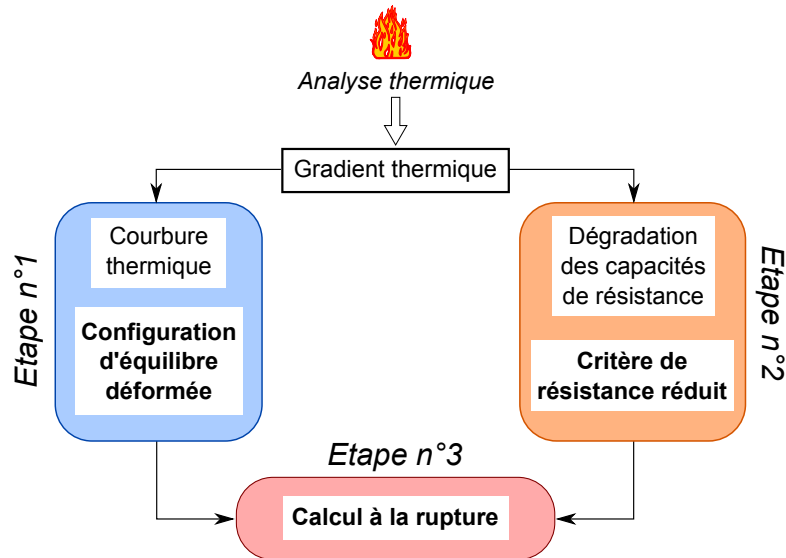 Analyse thermique
Gradient thermique
Etape n°1
Courbure
thermique
Configuration
d'équilibre
déformée
Dégradation
des capacités
de résistance
Critère de
résistance réduit
Etape n°2
Etape n°3
Calcul à la rupture